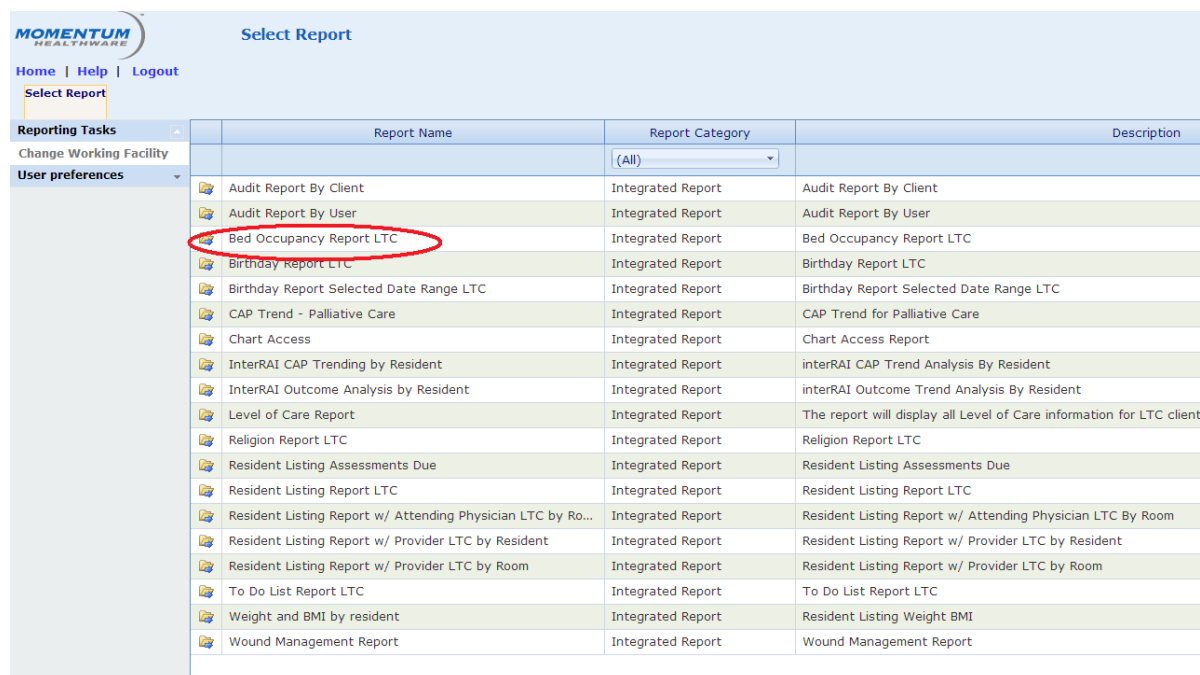 MOMENTUM
HEALTHWARE
Select Report
Home | Help | Logout
Select Report
Reporting Tasks
Change Working Facility
User preferences
Report Name Report Category Description
(All)
Audit Report By Client Integrated Report Audit Report By Client
Audit Report By User Integrated Report Audit Report By User
Bed Occupancy Report LTC Integrated Report Bed Occupancy Report LTC
Birthday Report LTC Integrated Report Birthday Report LTC
Birthday Report Selected Date Range LTC Integrated Report Birthday Report Selected Date Range LTC
CAP Trend - Palliative Care Integrated Report CAP Trend for Palliative Care
Chart Access Integrated Report Chart Access Report
InterRAI CAP Trending by Resident Integrated Report interRAI CAP Trend Analysis By Resident
InterRAI Outcome Analysis by Resident Integrated Report interRAI Outcome Trend Analysis By Resident
Level of Care Report Integrated Report The report will display all Level of Care information for LTC client
Religion Report LTC Integrated Report Religion Report LTC
Resident Listing Assessments Due Integrated Report Resident Listing Assessments Due
Resident Listing Report LTC Integrated Report Resident Listing Report LTC
Resident Listing Report w/ Attending Physician LTC by Ro... Integrated Report Resident Listing Report w/ Attending Physician LTC By Room
Resident Listing Report w/ Provider LTC by Resident Integrated Report Resident Listing Report w/ Provider LTC by Resident
Resident Listing Report w/ Provider LTC by Room Integrated Report Resident Listing Report w/ Provider LTC by Room
To Do List Report LTC Integrated Report To Do List Report LTC
Weight and BMI by resident Integrated Report Resident Listing Weight BMI
Wound Management Report Integrated Report Wound Management Report